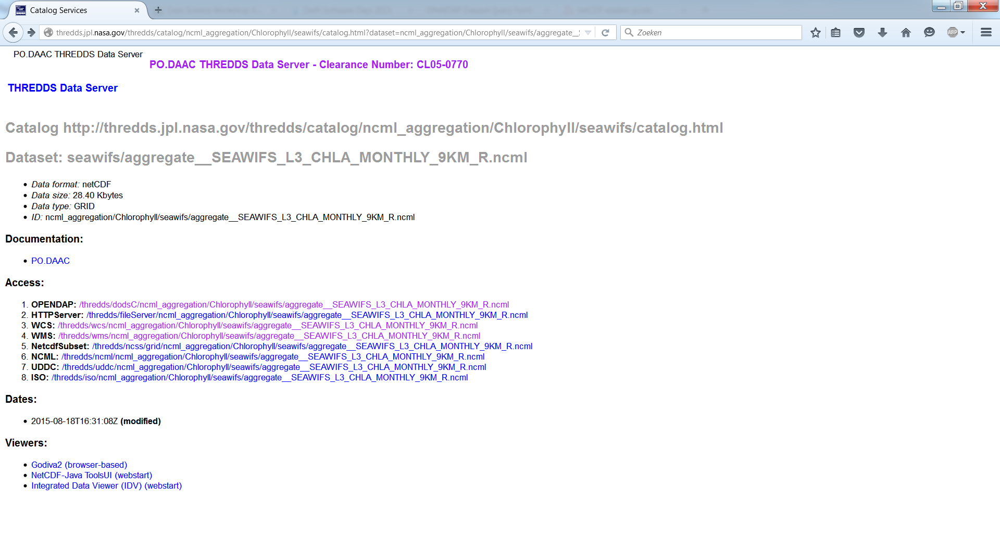 Catalog Services
thredds.jpl.nasa.gov/thredds/catalog/ncml_aggregation/Chlorophyll/seawifs/catalog.html?dataset=ncml_aggregation/Chlorophyll/seawifs/aggregate__
Zoeken
ABP
PO.DAAC THREDDS Data Server
PO.DAAC THREDDS Data Server - Clearance Number: CL05-0770
THREDDS Data Server
Catalog http://thredds.jpl.nasa.gov/thredds/catalog/ncml_aggregation/Chlorophyll/seawifs/catalog.html
Dataset: seawifs/aggregate__SEAWIFS_L3_CHLA_MONTHLY_9KM_R.ncml
• Data format: netCDF
• Data size: 28.40 Kbytes
• Data type: GRID
• ID: ncml_aggregation/Chlorophyll/seawifs/aggregate__SEAWIFS_L3_CHLA_MONTHLY_9KM_R.ncml
Documentation:
• PO.DAAC
Access:
1. OPENDAP: /thredds/dodsC/ncml_aggregation/Chlorophyll/seawifs/aggregate__SEAWIFS_L3_CHLA_MONTHLY_9KM_R.ncml
2. HTTPServer: /thredds/fileServer/ncml_aggregation/Chlorophyll/seawifs/aggregate__SEAWIFS_L3_CHLA_MONTHLY_9KM_R.ncml
3. WCS: /thredds/wcs/ncml_aggregation/Chlorophyll/seawifs/aggregate__SEAWIFS_L3_CHLA_MONTHLY_9KM_R.ncml
4. WMS: /thredds/wms/ncml_aggregation/Chlorophyll/seawifs/aggregate__SEAWIFS_L3_CHLA_MONTHLY_9KM_R.ncml
5. NetcdfSubset: /thredds/ncss/grid/ncml_aggregation/Chlorophyll/seawifs/aggregate__SEAWIFS_L3_CHLA_MONTHLY_9KM_R.ncml
6. NCML: /thredds/ncml/ncml_aggregation/Chlorophyll/seawifs/aggregate__SEAWIFS_L3_CHLA_MONTHLY_9KM_R.ncml
7. UDDC: /thredds/uddc/ncml_aggregation/Chlorophyll/seawifs/aggregate__SEAWIFS_L3_CHLA_MONTHLY_9KM_R.ncml
8. ISO: /thredds/iso/ncml_aggregation/Chlorophyll/seawifs/aggregate__SEAWIFS_L3_CHLA_MONTHLY_9KM_R.ncml
Dates:
• 2015-08-18T16:31:08Z (modified)
Viewers:
• Godiva2 (browser-based)
• NetCDF-Java ToolsUI (webstart)
• Integrated Data Viewer (IDV) (webstart)